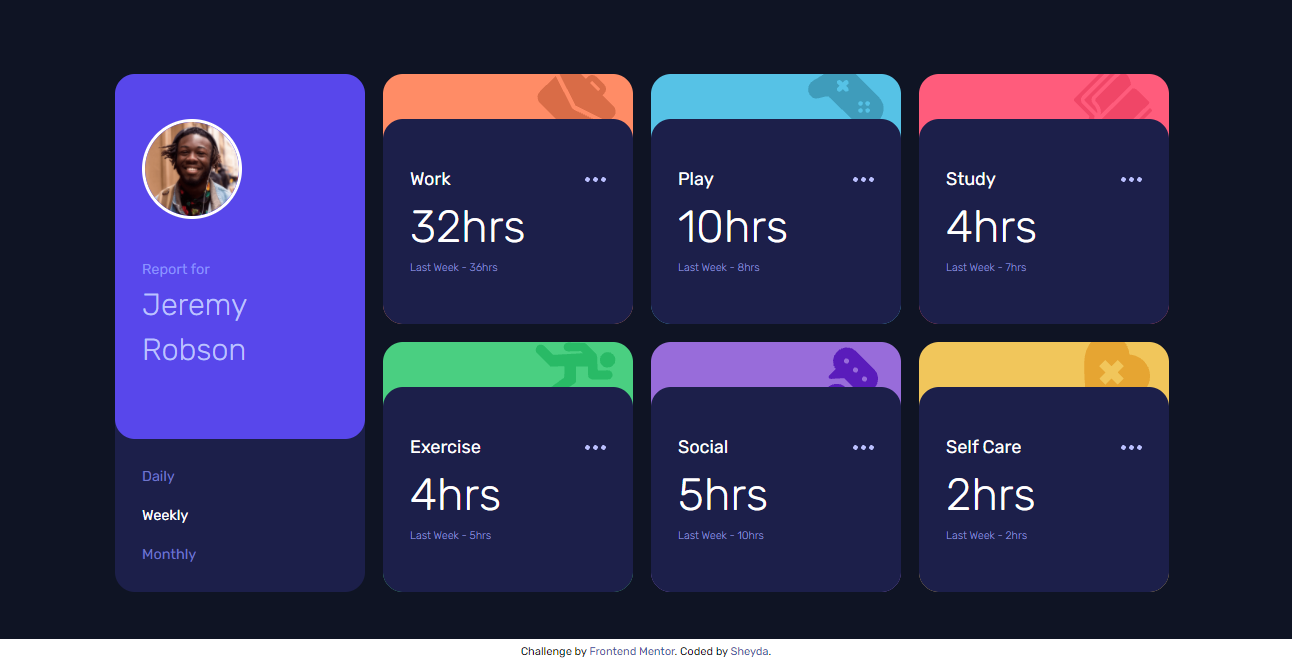 Report for
Jeremy
Robson
Daily
Weekly
Monthly
Work
32hrs
Last Week - 36hrs
Play
10hrs
Last Week - 8hrs
Study
4hrs
Last Week - 7hrs
Exercise
4hrs
Last Week - 5hrs
Social
5hrs
Last Week - 10hrs
Self Care
2hrs
Last Week - 2hrs
Challenge by Frontend Mentor. Coded by Sheyda.